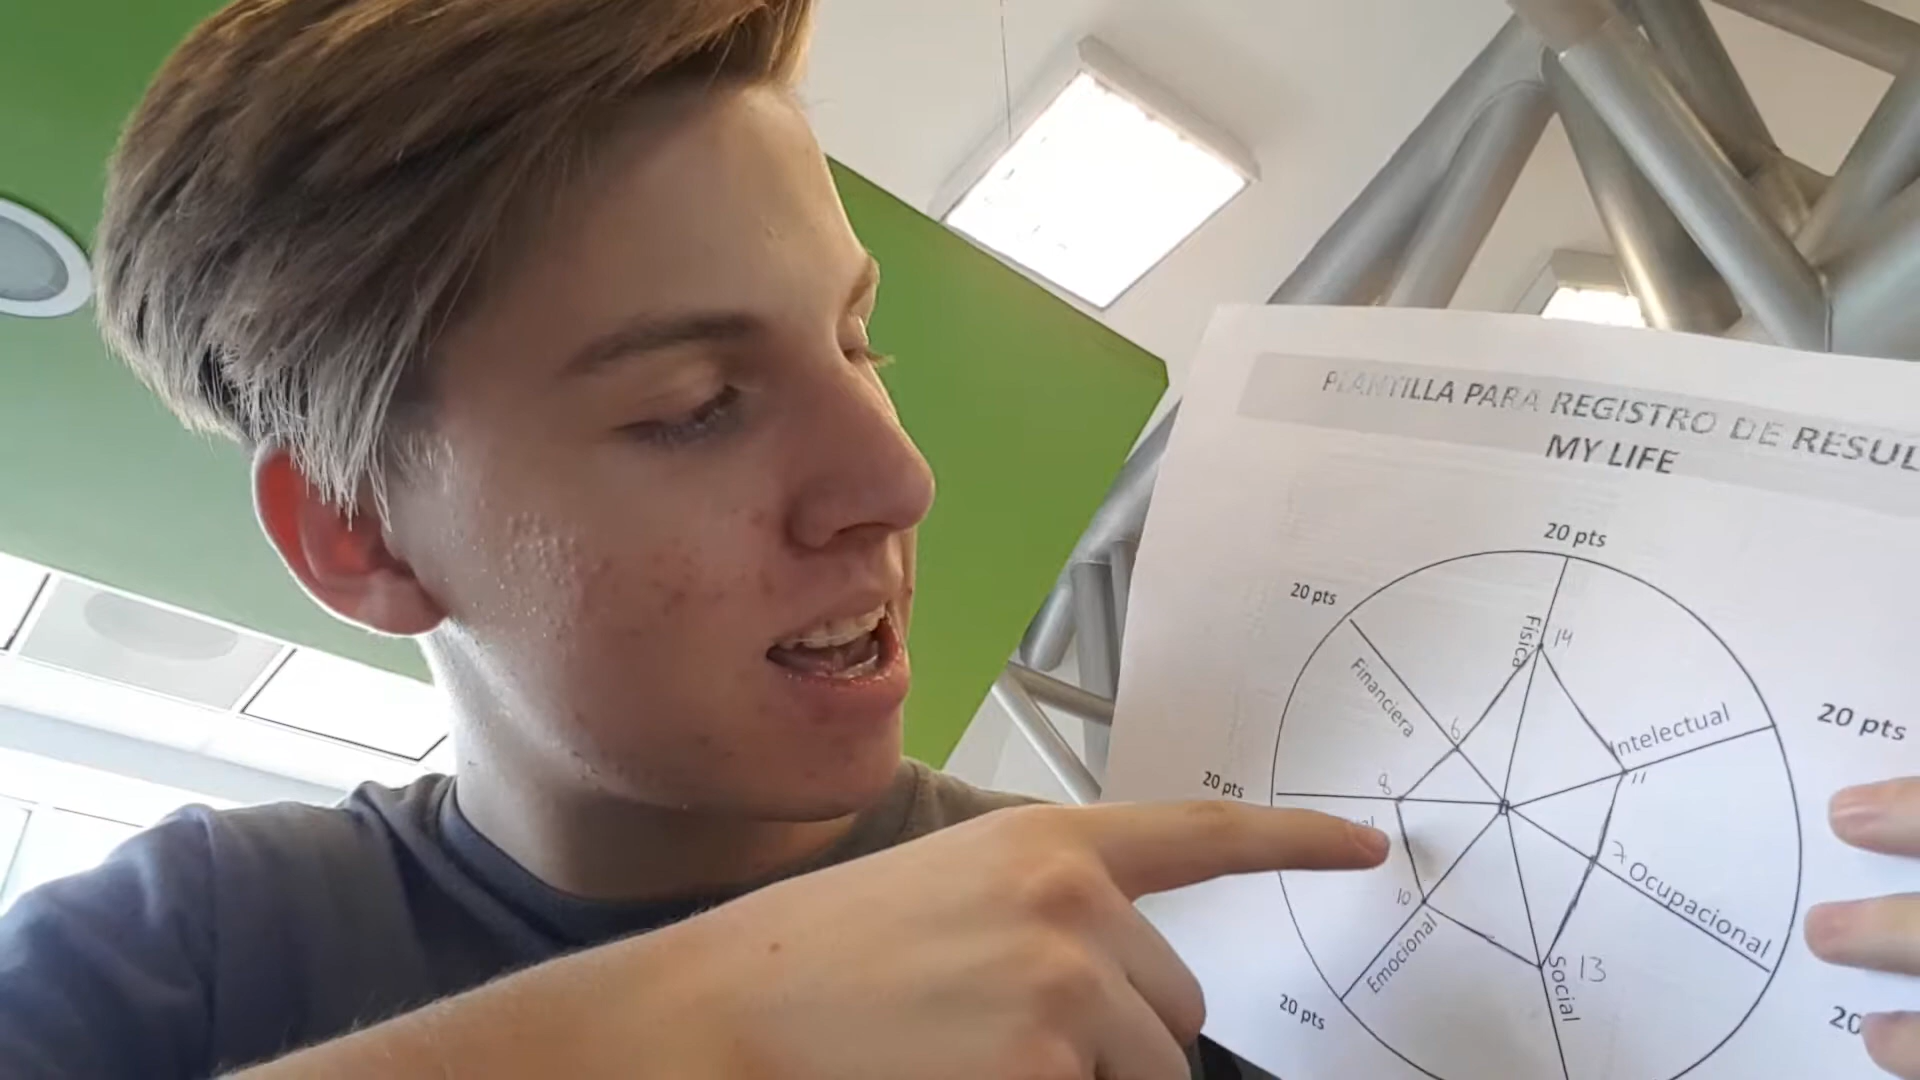 PLANTILLA PARA REGISTRO DE RESUL
MY LIFE
20 pts
20 pts
Física
14
Financiera
6
Intelectual
11
20 pts
20 pts
8
7
Ocupacional
10
Emocional
Social
13
20 pts
20